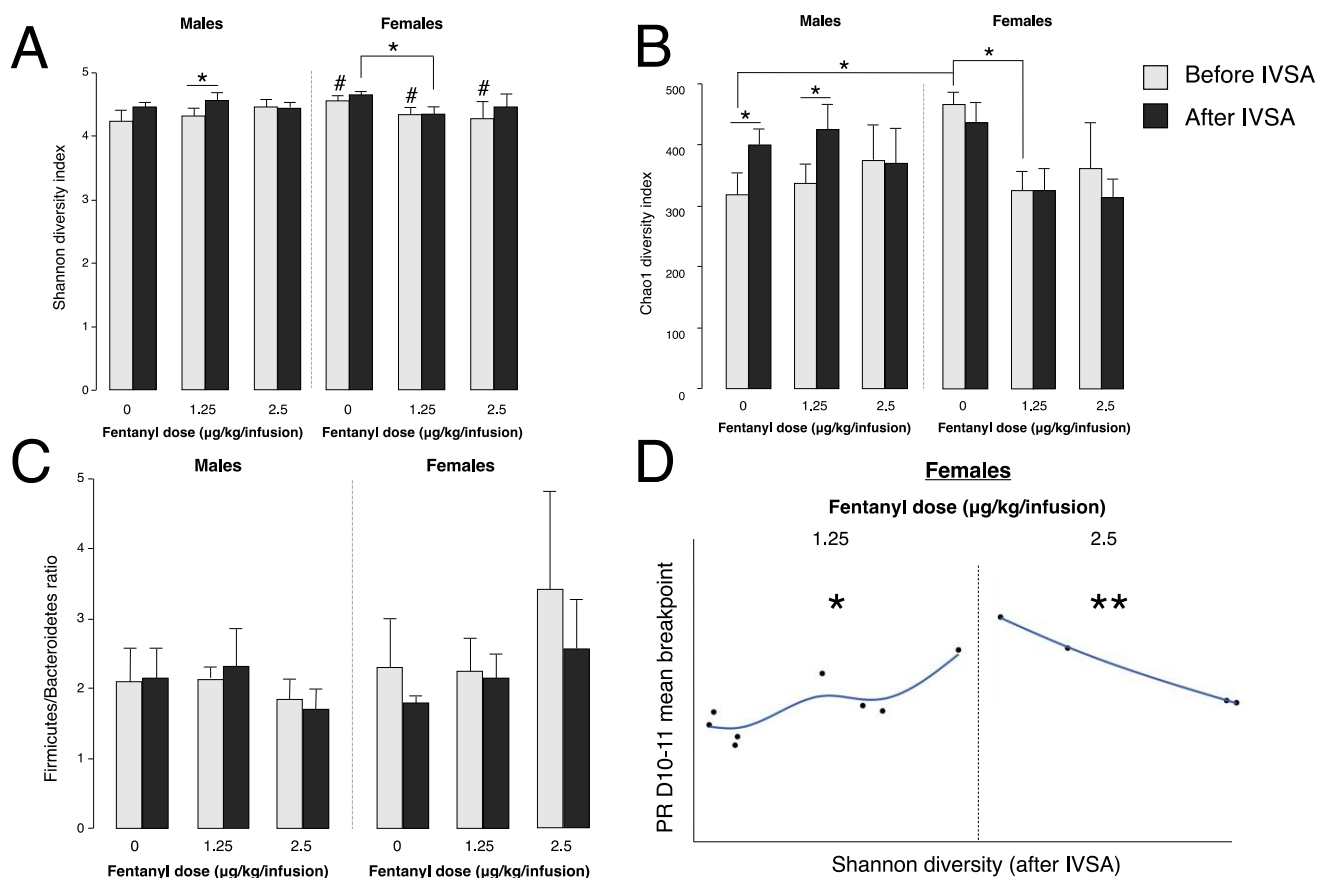 A
Males
Females
Shannon diversity index
5
4
3
2
1
0
*
#
*
#
#
0
1.25
2.5
0
1.25
2.5
Fentanyl dose (µg/kg/infusion)
Fentanyl dose (µg/kg/infusion)
B
Males
Females
Chao1 diversity index
500
400
300
200
100
0
*
*
*
*
0
1.25
2.5
0
1.25
2.5
Fentanyl dose (µg/kg/infusion)
Fentanyl dose (µg/kg/infusion)
Before IVSA
After IVSA
C
Males
Females
Firmicutes/Bacteroidetes ratio
5
4
3
2
1
0
0
1.25
2.5
0
1.25
2.5
Fentanyl dose (µg/kg/infusion)
Fentanyl dose (µg/kg/infusion)
D
Females
Fentanyl dose (µg/kg/infusion)
1.25
2.5
*
**
PR D10-11 mean breakpoint
Shannon diversity (after IVSA)